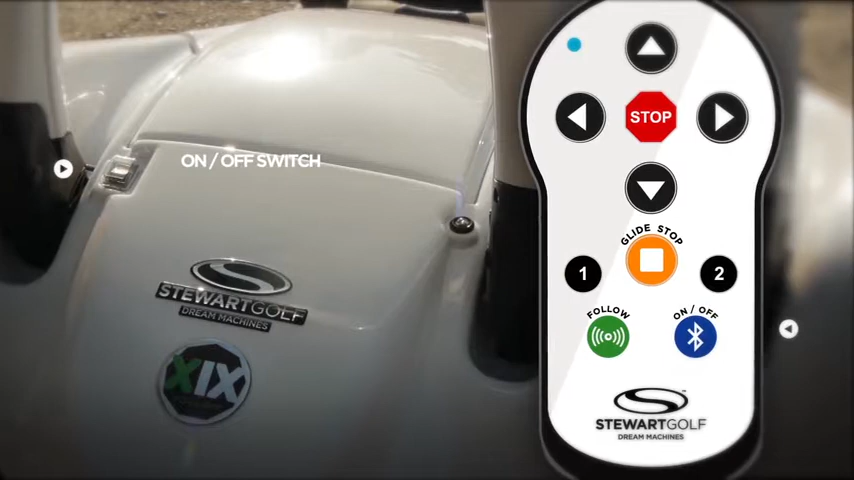 ON / OFF SWITCH
STEWARTGOLF
DREAM MACHINES
XIX
STOP
GLIDE STOP
1
2
FOLLOW
ON / OFF
STEWARTGOLF
DREAM MACHINES